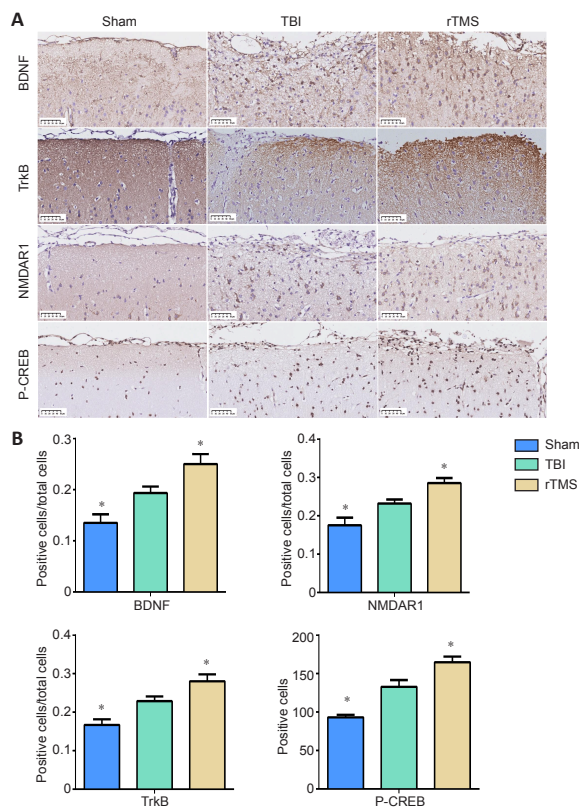 A
Sham TBI rTMS
BDNF
TrkB
NMDAR1
P-CREB
B
Sham
TBI
rTMS
Positive cells/total cells
0.3
0.2
0.1
0
*
*
BDNF
Positive cells/total cells
0.4
0.3
0.2
0.1
0
*
*
NMDAR1
Positive cells/total cells
0.4
0.3
0.2
0.1
0
*
*
TrkB
Positive cells
200
150
100
50
0
*
*
P-CREB